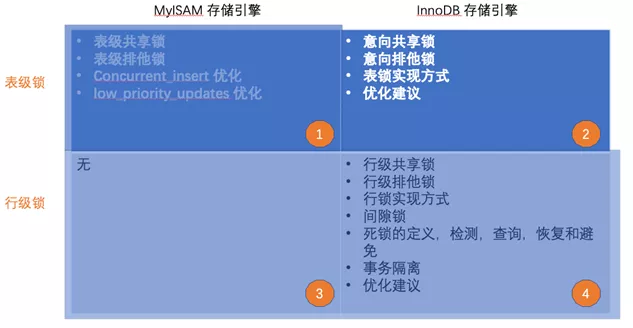 MyISAM 存储引擎
InnoDB 存储引擎
表级锁
• 表级共享锁
• 表级排他锁
• Concurrent_insert 优化
• low_priority_updates 优化
1
• 意向共享锁
• 意向排他锁
• 表锁实现方式
• 优化建议
2
行级锁
无
3
• 行级共享锁
• 行级排他锁
• 行锁实现方式
• 间隙锁
• 死锁的定义，检测，查询，恢复和避
免
• 事务隔离
• 优化建议
4